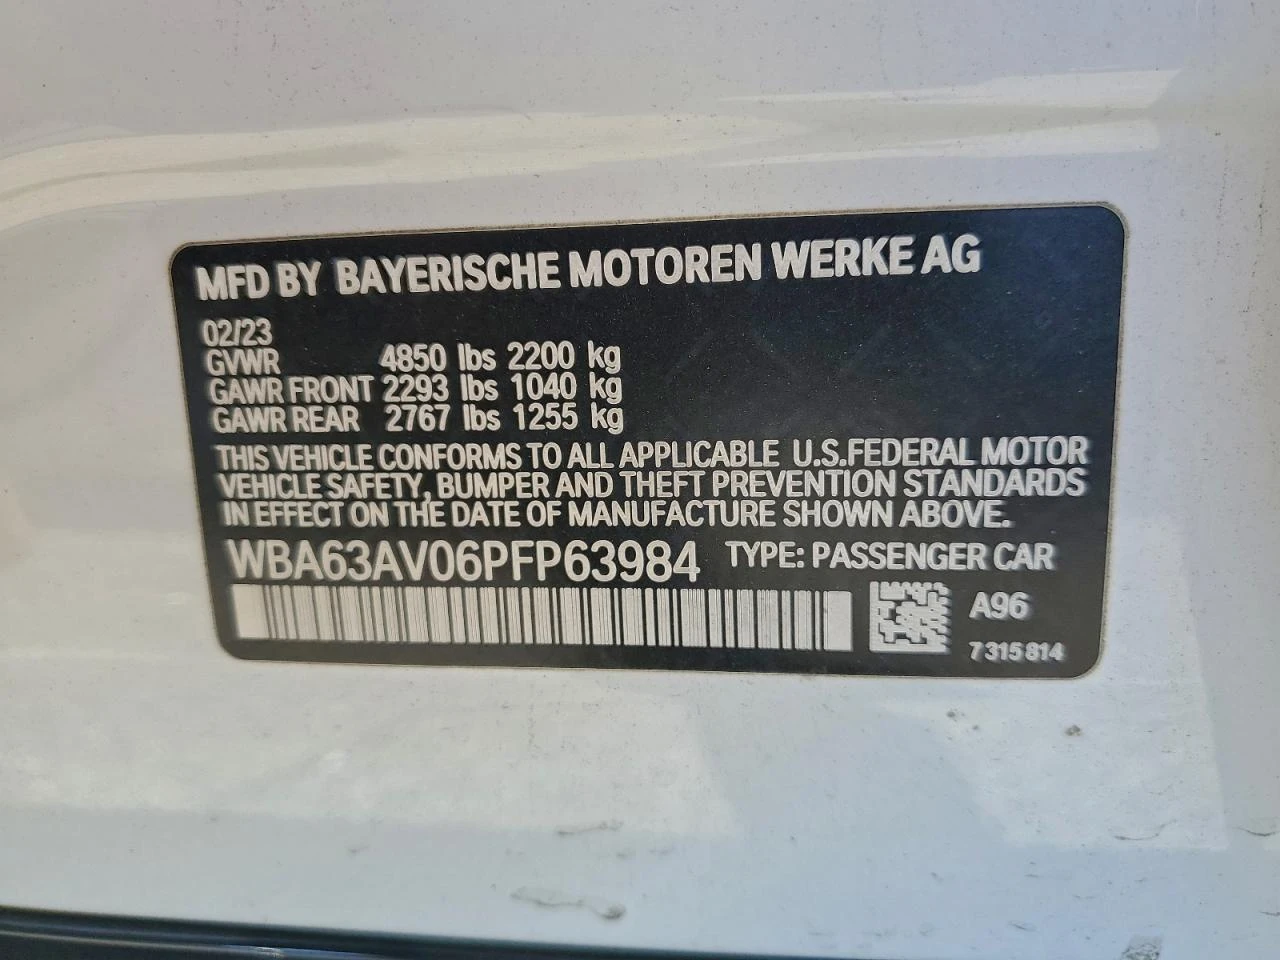 MFD BY BAYERISCHE MOTOREN WERKE AG
02/23
GVWR 4850 lbs 2200 kg
GAWR FRONT 2293 lbs 1040 kg
GAWR REAR 2767 lbs 1255 kg
THIS VEHICLE CONFORMS TO ALL APPLICABLE U.S.FEDERAL MOTOR
VEHICLE SAFETY, BUMPER AND THEFT PREVENTION STANDARDS
IN EFFECT ON THE DATE OF MANUFACTURE SHOWN ABOVE.
WBA63AV06PFP63984 TYPE: PASSENGER CAR
A96
7 315 814